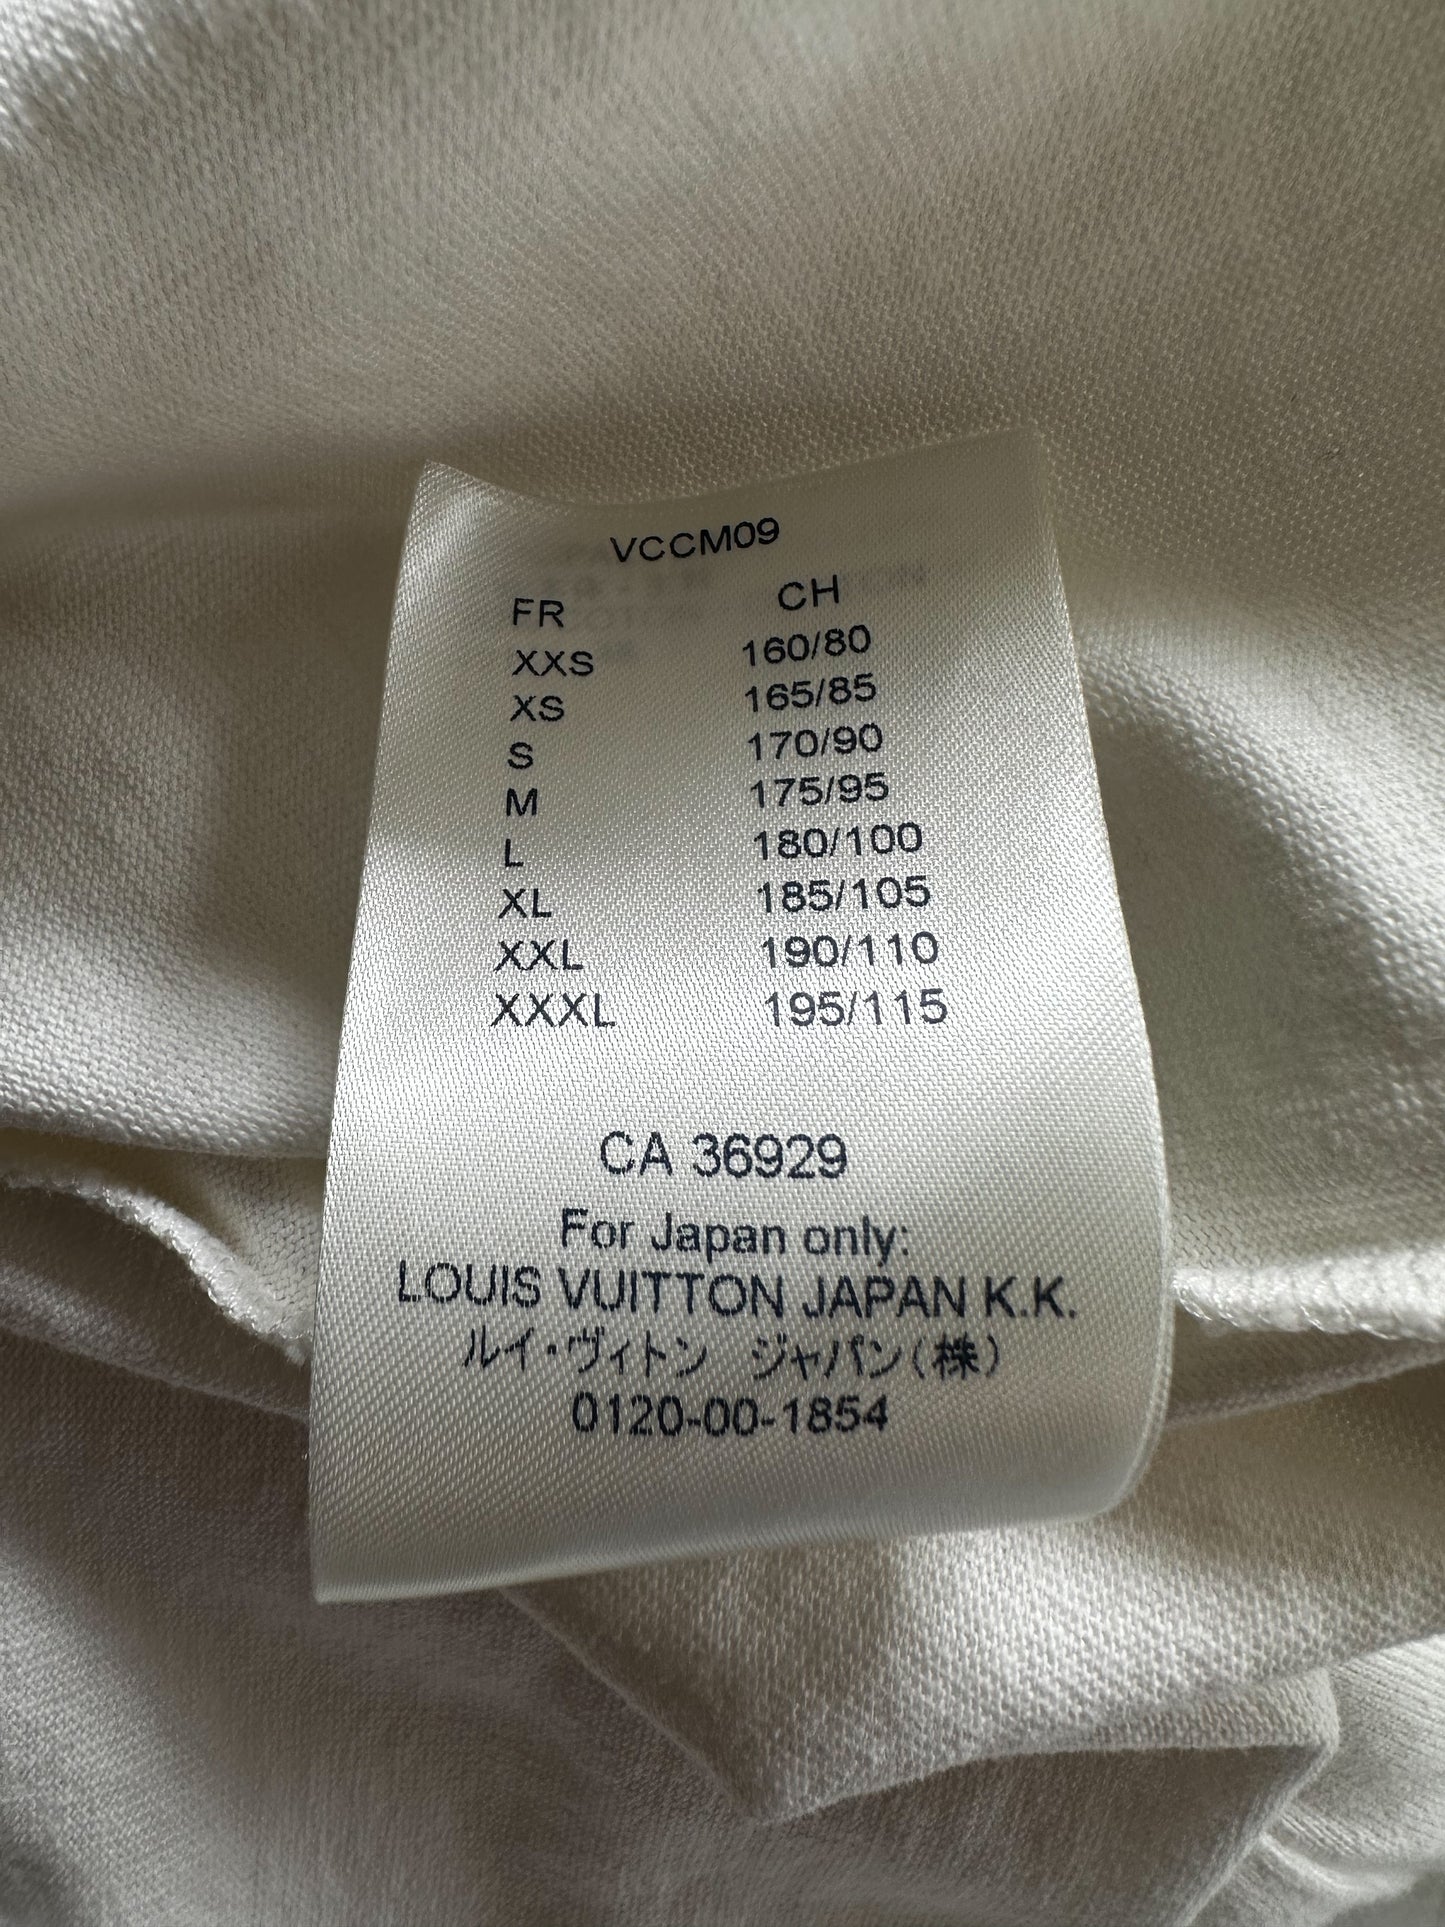 VCCM09
FR CH
XXS 160/80
XS 165/85
S 170/90
M 175/95
L 180/100
XL 185/105
XXL 190/110
XXXL 195/115
CA 36929
For Japan only:
LOUIS VUITTON JAPAN K.K.
ルイ・ヴィトン ジャパン(株)
0120-00-1854